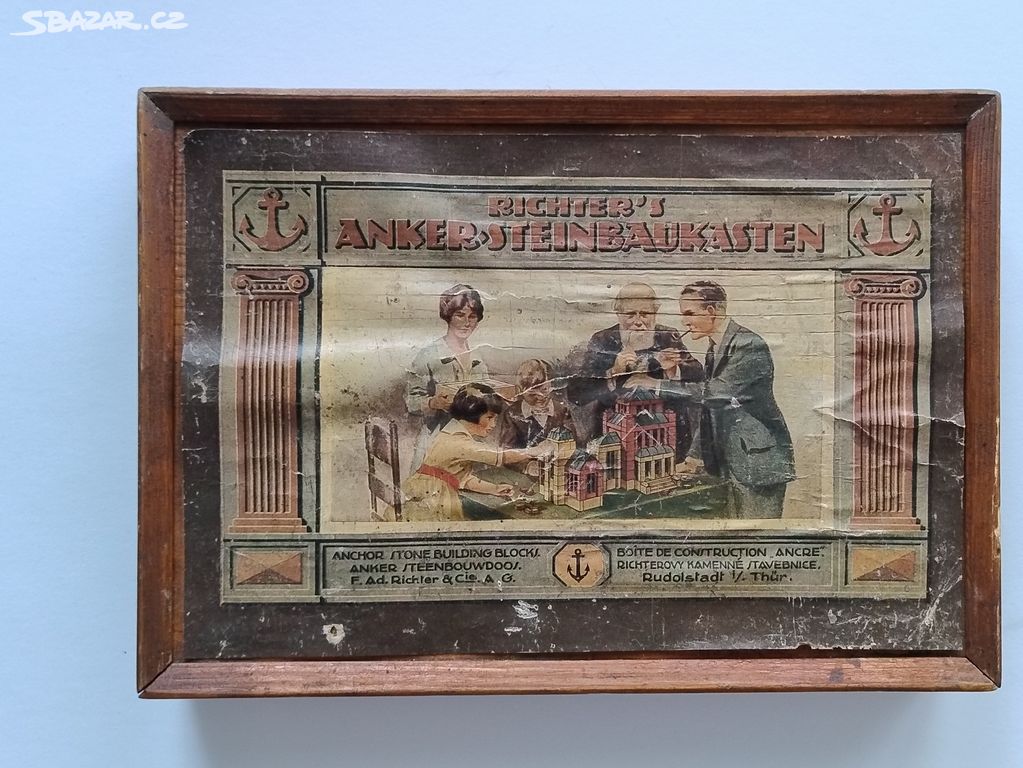 SBAZAR.CZ
RICHTER'S
ANKER-STEINBAUKASTEN
ANCHOR STONE BUILDING BLOCKS.
ANKER STEENBOUWDOOS.
F. Ad. Richter & Cie. A. G.
BOÎTE DE CONSTRUCTION „ANCRE".
RICHTEROVY KAMENNÉ STAVEBNICE.
Rudolstadt i/ Thür.